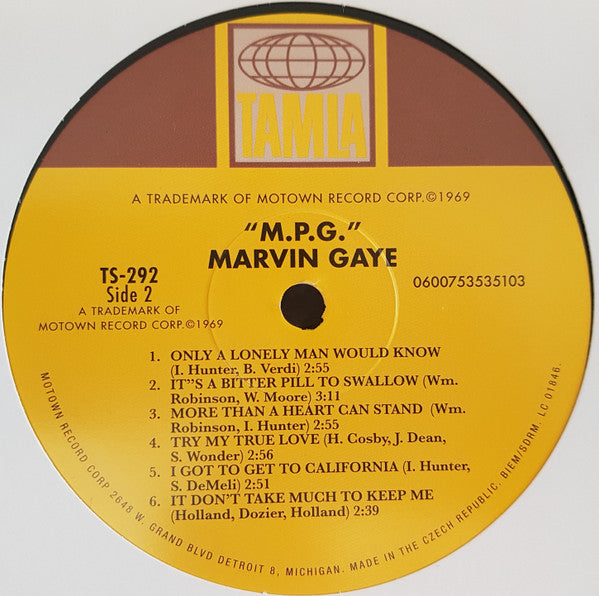 TAMLA
A TRADEMARK OF MOTOWN RECORD CORP.©1969
“M.P.G.”
MARVIN GAYE
TS-292
Side 2
0600753535103
A TRADEMARK OF
MOTOWN RECORD CORP.©1969
1. ONLY A LONELY MAN WOULD KNOW
(I. Hunter, B. Verdi) 2:55
2. IT"S A BITTER PILL TO SWALLOW (Wm.
Robinson, W. Moore) 3:11
3. MORE THAN A HEART CAN STAND (Wm.
Robinson, I. Hunter) 2:55
4. TRY MY TRUE LOVE (H. Cosby, J. Dean,
S. Wonder) 2:56
5. I GOT TO GET TO CALIFORNIA (I. Hunter,
S. DeMeli) 2:51
6. IT DON'T TAKE MUCH TO KEEP ME
(Holland, Dozier, Holland) 2:39
MOTOWN RECORD CORP 2648 W. GRAND BLVD DETROIT 8, MICHIGAN. MADE IN THE CZECH REPUBLIC. BIEM/SDRM. LC 01846.